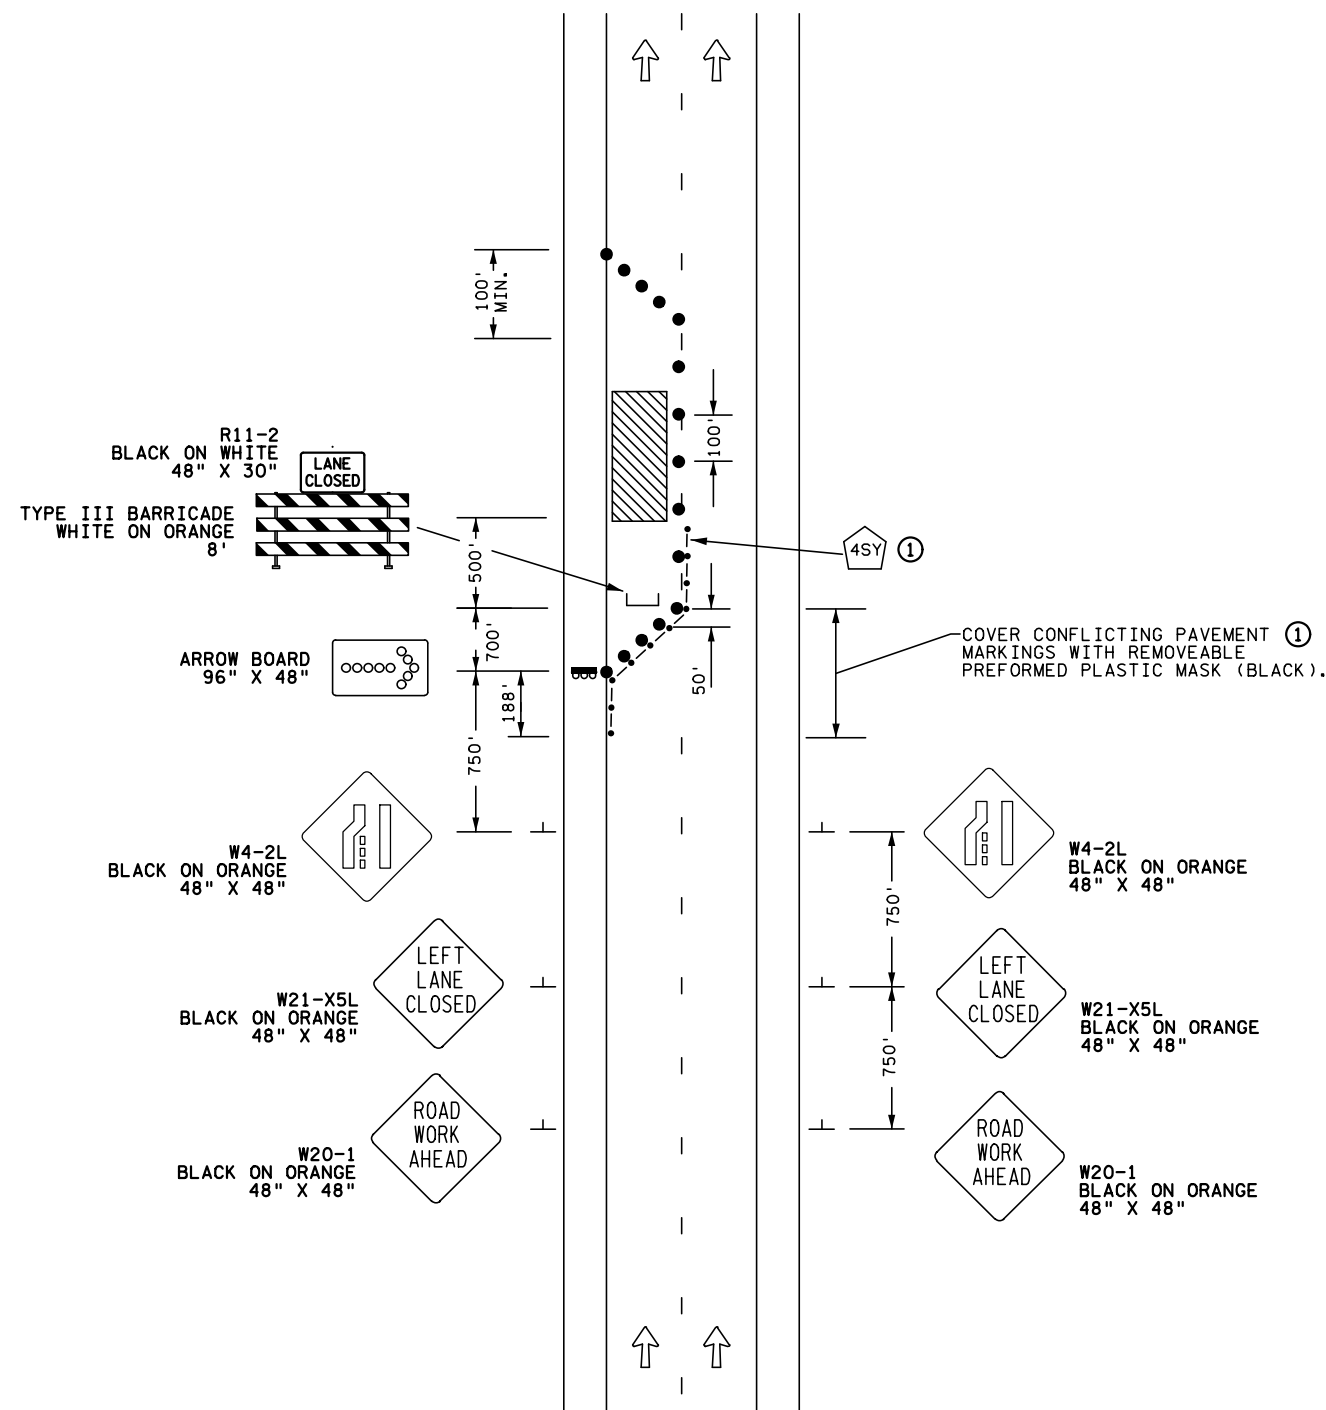 100'
MIN.
R11-2
BLACK ON WHITE
48" X 30"
LANE
CLOSED
100'
TYPE III BARRICADE
WHITE ON ORANGE
8'
500'
4SY
1
700'
COVER CONFLICTING PAVEMENT 1
MARKINGS WITH REMOVEABLE
PREFORMED PLASTIC MASK (BLACK).
ARROW BOARD
96" X 48"
50'
188'
750'
W4-2L
BLACK ON ORANGE
48" X 48"
W4-2L
BLACK ON ORANGE
48" X 48"
750'
LEFT
LANE
CLOSED
W21-X5L
BLACK ON ORANGE
48" X 48"
LEFT
LANE
CLOSED
W21-X5L
BLACK ON ORANGE
48" X 48"
750'
ROAD
WORK
AHEAD
W20-1
BLACK ON ORANGE
48" X 48"
ROAD
WORK
AHEAD
W20-1
BLACK ON ORANGE
48" X 48"